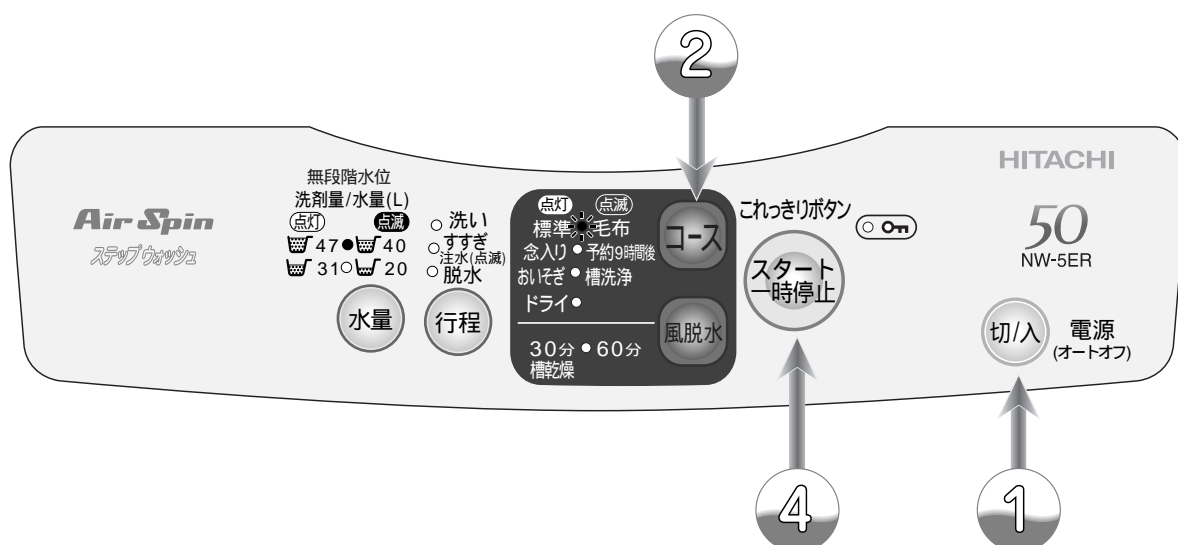 2
HITACHI
Air Spin
ステップウォッシュ
無段階水位
洗剤量/水量(L)
点灯 点滅
47 40
31 20
水量
洗い
すすぎ
注水(点滅)
脱水
行程
点灯 点滅
標準 毛布
念入り 予約9時間後
おいそぎ 槽洗浄
ドライ
30分 60分
槽乾燥
コース
風脱水
これっきりボタン
スタート
一時停止
50
NW-5ER
切/入
電源
(オートオフ)
4
1